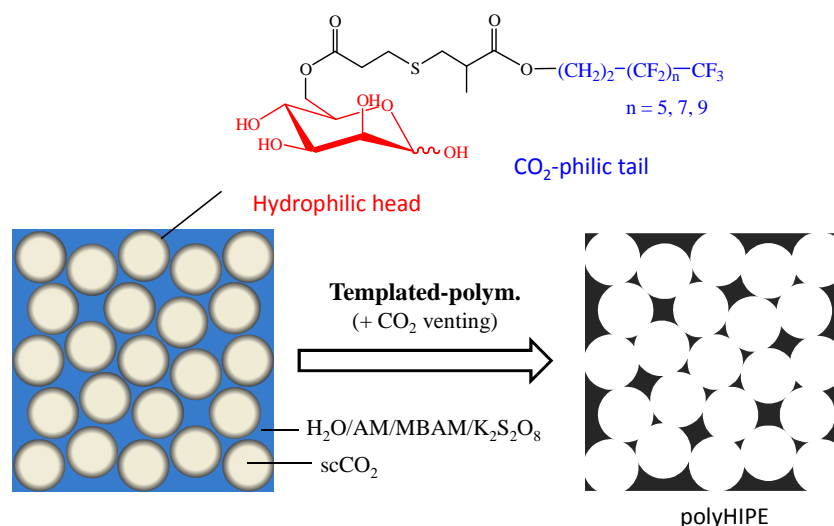 O
O
S
O
O
(CH₂)₂-(CF₂)n-CF₃
n = 5, 7, 9
HO
OH
O
OH
HO
HO
OH
CO₂-philic tail
Hydrophilic head
Templated-polym.
(+ CO₂ venting)
H₂O/AM/MBAM/K₂S₂O₈
scCO₂
polyHIPE